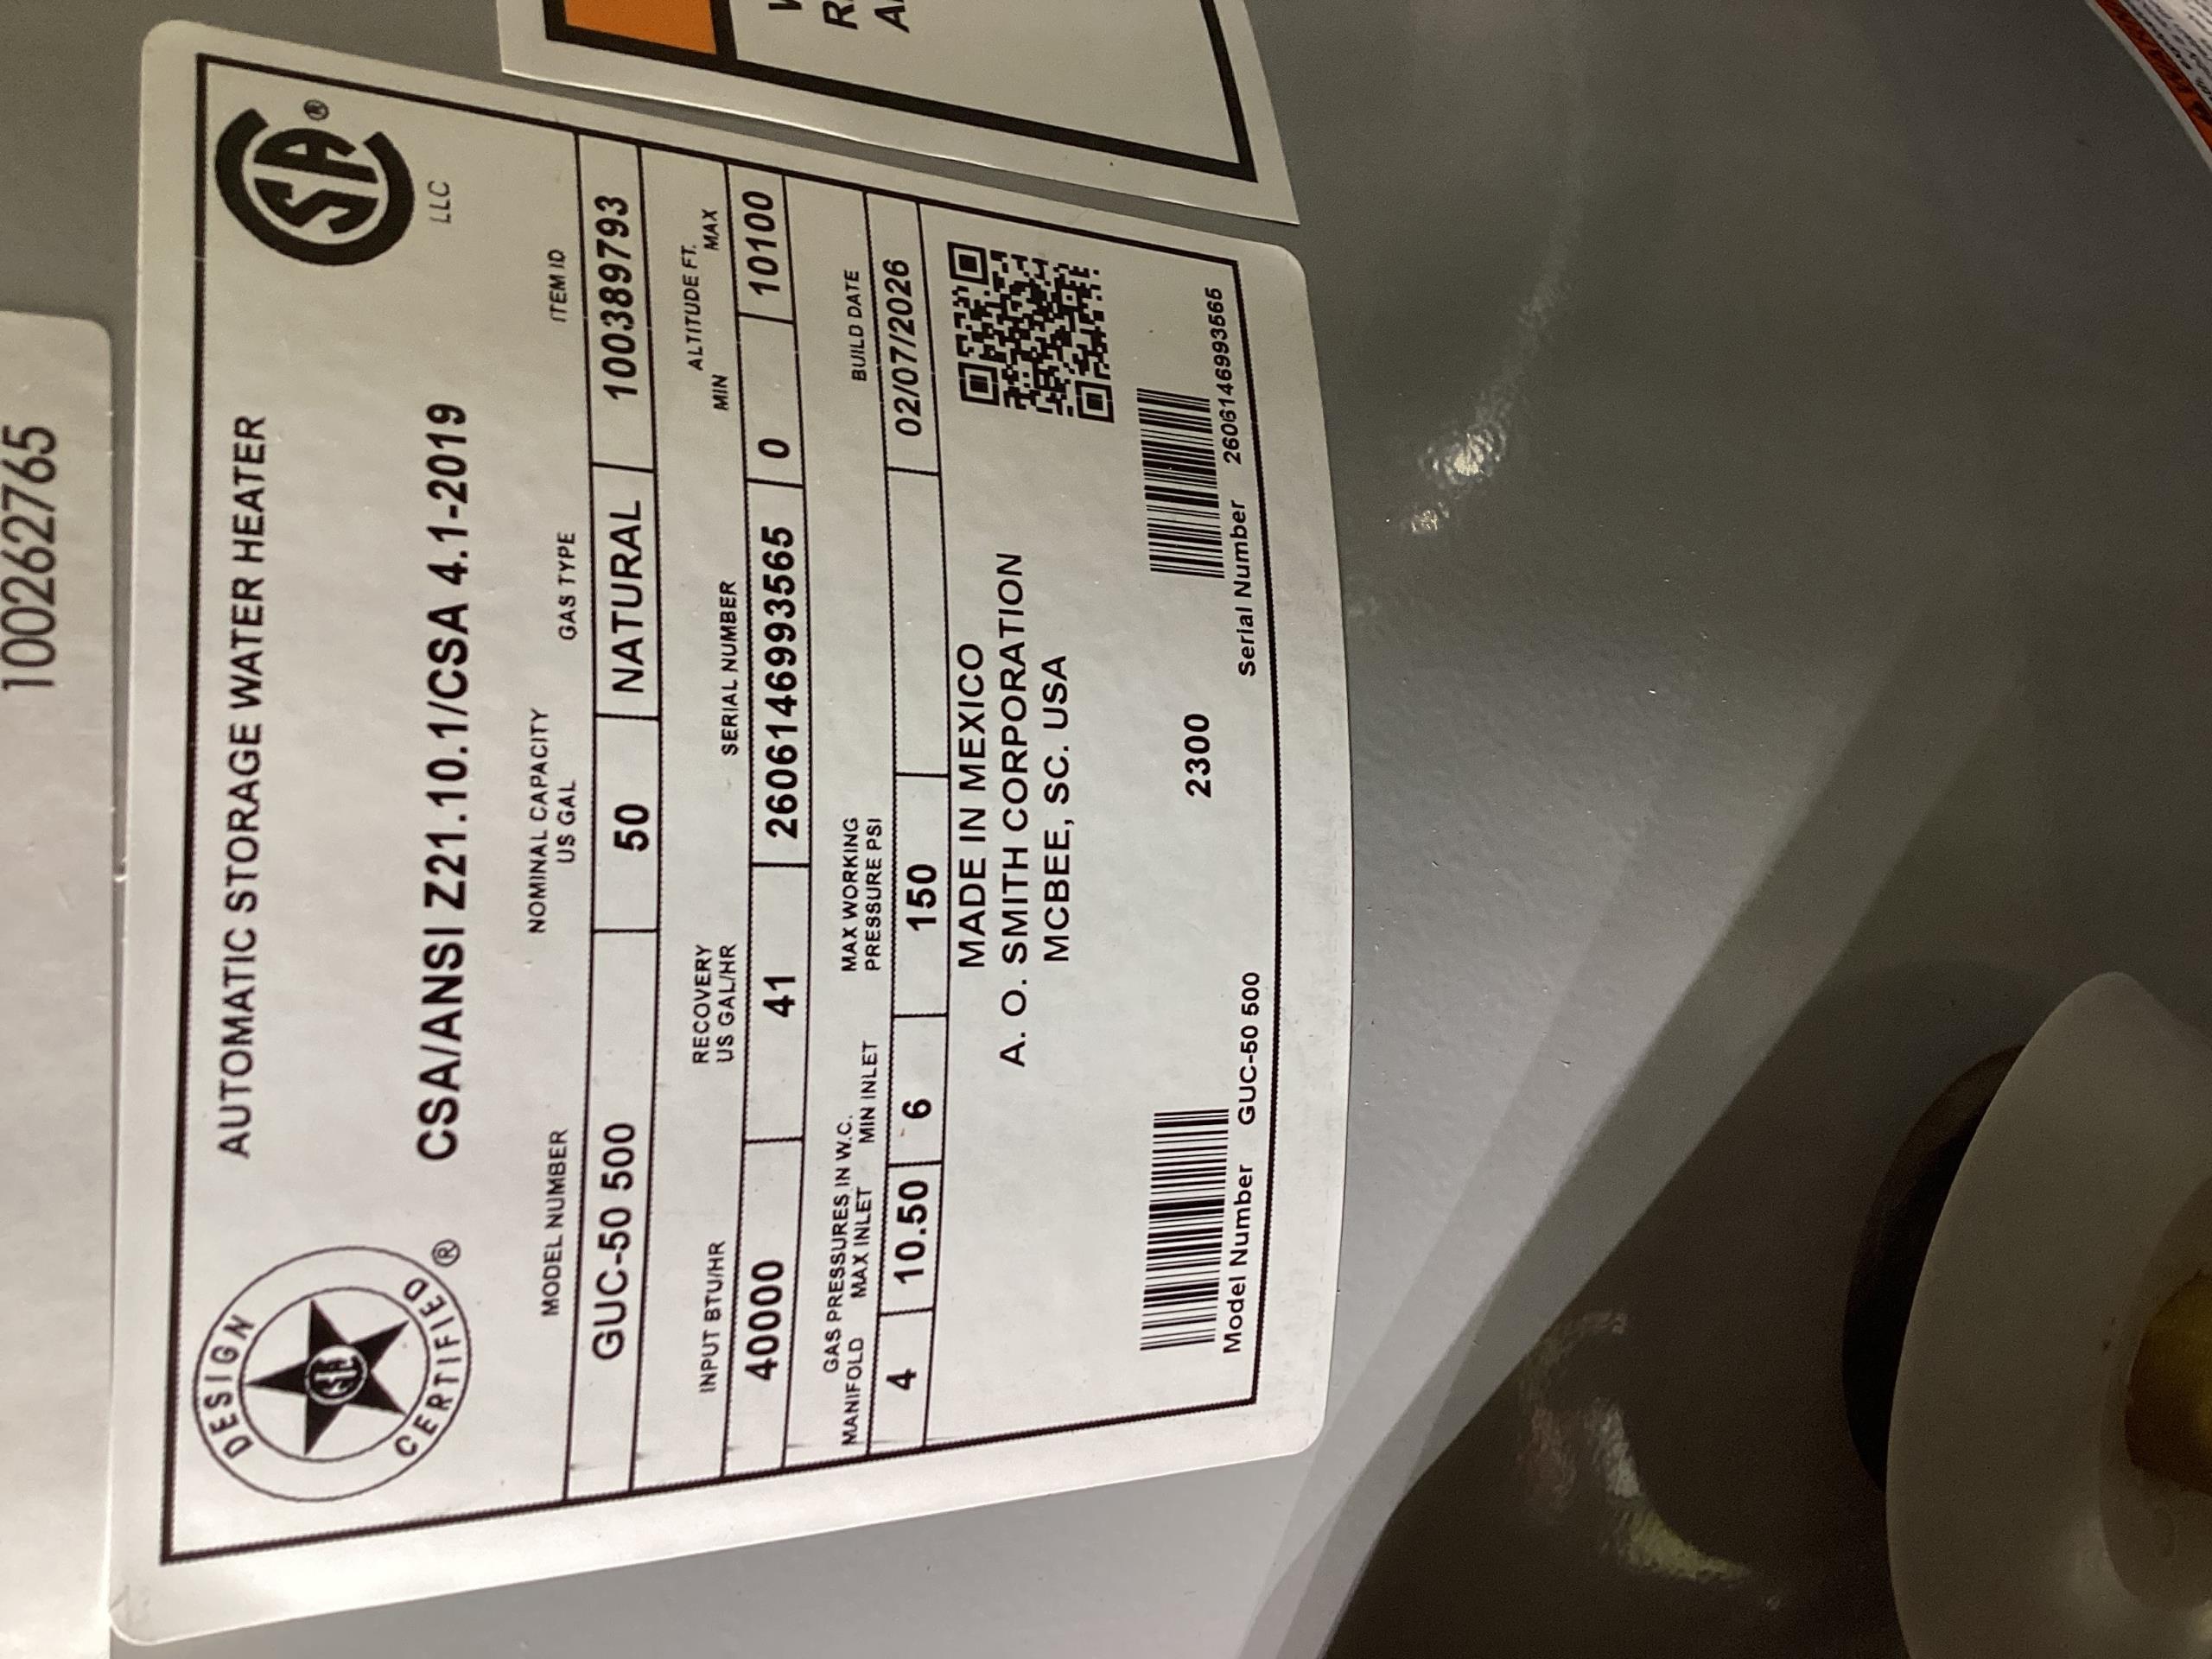 100262765
AUTOMATIC STORAGE WATER HEATER
DESIGN CERTIFIED ®
SA ®
LLC
CSA/ANSI Z21.10.1/CSA 4.1-2019
MODEL NUMBER NOMINAL CAPACITY US GAL GAS TYPE ITEM ID
GUC-50 500 50 NATURAL 100389793
INPUT BTU/HR RECOVERY US GAL/HR SERIAL NUMBER ALTITUDE FT. MIN MAX
40000 41 2606146993565 0 10100
GAS PRESSURES IN W.C. MAX WORKING PRESSURE PSI BUILD DATE
MANIFOLD MAX INLET MIN INLET
4 10.50 6 150 02/07/2026
MADE IN MEXICO
A. O. SMITH CORPORATION
MCBEE, SC. USA
2300
Model Number GUC-50 500 Serial Number 2606146993565